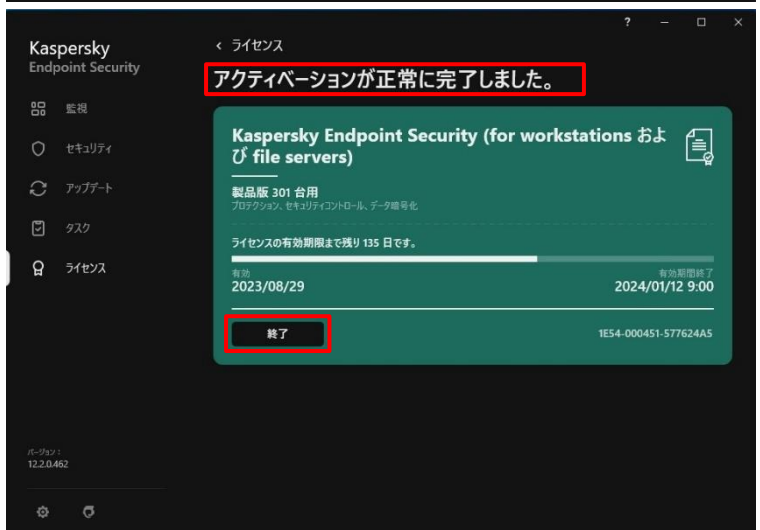 ?
Kaspersky
Endpoint Security
ライセンス
アクティベーションが正常に完了しました。
監視
セキュリティ
アップデート
タスク
ライセンス
Kaspersky Endpoint Security (for workstations およ
び file servers)
製品版 301 台用
プロテクション、セキュリティコントロール、データ暗号化
ライセンスの有効期限まで残り 135 日です。
有効
2023/08/29
有効期間終了
2024/01/12 9:00
終了
1E54-000451-577624A5
バージョン：
12.2.0.462